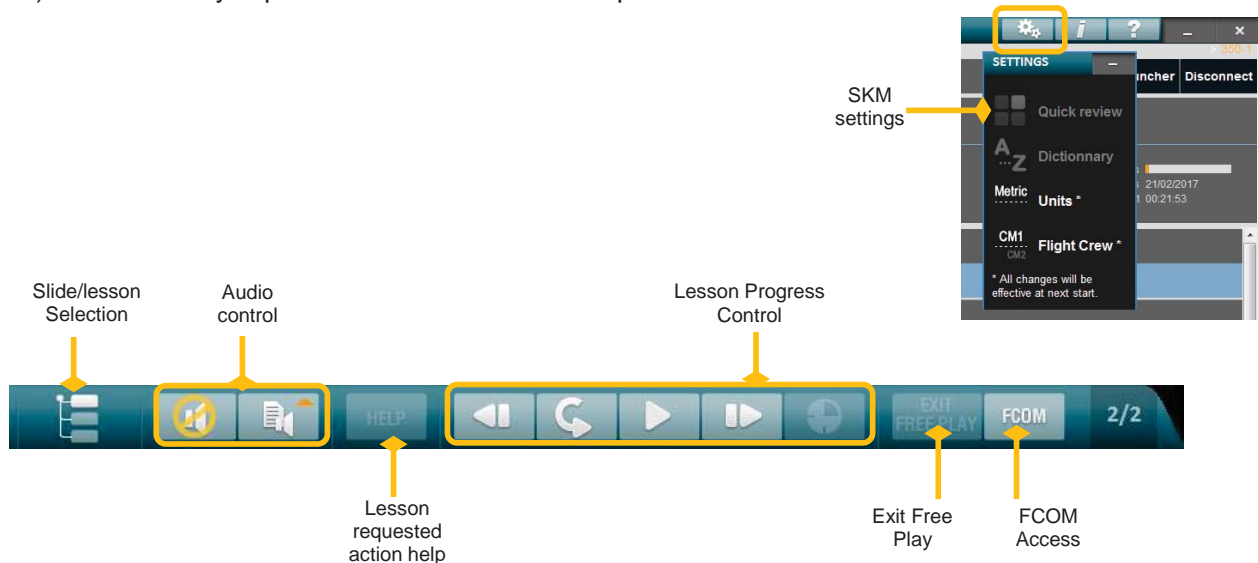 SETTINGS
350-1
Disconnect
SKM
settings
Quick review
A...Z
Dictionnary
Metric
Units *
21/02/2017
00:21:53
CM1
CM2
Flight Crew *
* All changes will be
effective at next start.
Slide/lesson
Selection
Audio
control
Lesson Progress
Control
HELP
EXIT
FREE PLAY
FCOM
2/2
Lesson
requested
action help
Exit Free
Play
FCOM
Access